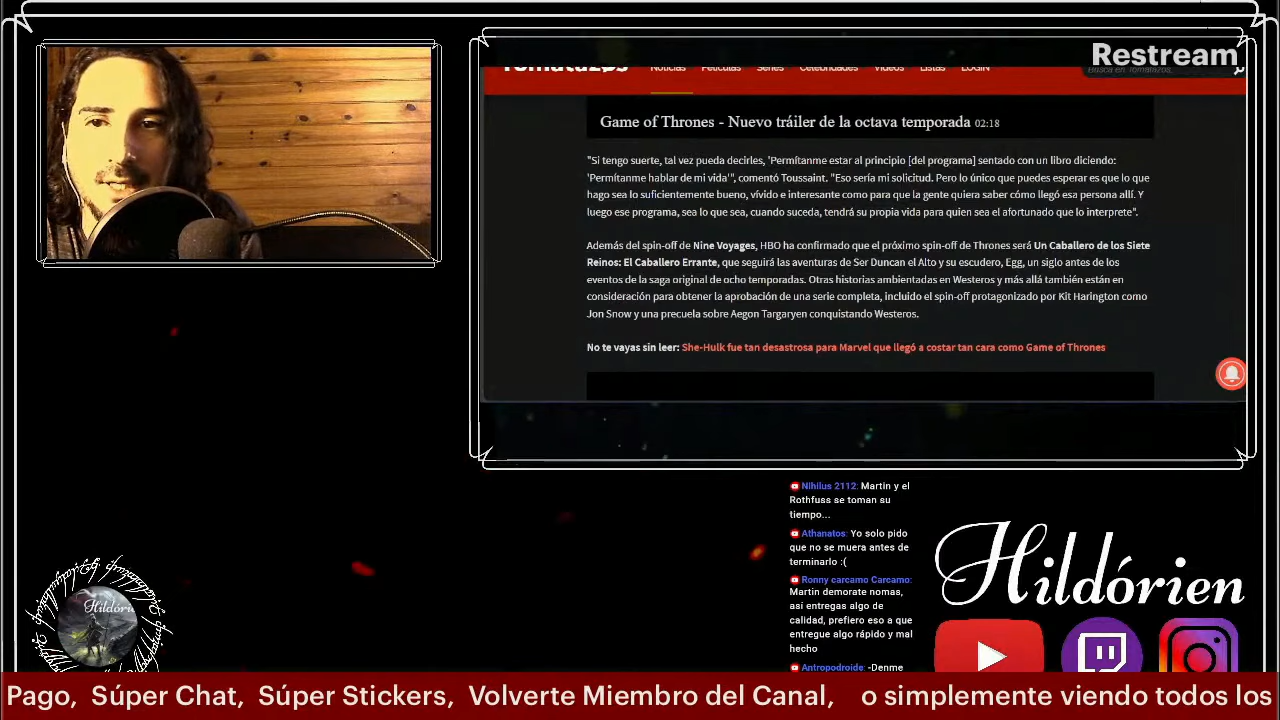 Restream
Tomatazos Noticias Películas Series Celebridades Videos Listas LOGIN
Busca en Tomatazos
Game of Thrones - Nuevo tráiler de la octava temporada 02:18
"Si tengo suerte, tal vez pueda decirles, 'Permítanme estar al principio [del programa] sentado con un libro diciendo:
'Permítanme hablar de mi vida'", comentó Toussaint. "Eso sería mi solicitud. Pero lo único que puedes esperar es que lo que
hago sea lo suficientemente bueno, vívido e interesante como para que la gente quiera saber cómo llegó esa persona allí. Y
luego ese programa, sea lo que sea, cuando suceda, tendrá su propia vida para quien sea el afortunado que lo interprete".
Además del spin-off de Nine Voyages, HBO ha confirmado que el próximo spin-off de Thrones será Un Caballero de los Siete
Reinos: El Caballero Errante, que seguirá las aventuras de Ser Duncan el Alto y su escudero, Egg, un siglo antes de los
eventos de la saga original de ocho temporadas. Otras historias ambientadas en Westeros y más allá también están en
consideración para obtener la aprobación de una serie completa, incluido el spin-off protagonizado por Kit Harington como
Jon Snow y una precuela sobre Aegon Targaryen conquistando Westeros.
No te vayas sin leer: She-Hulk fue tan desastrosa para Marvel que llegó a costar tan cara como Game of Thrones
Nihilus 2112: Martin y el
Rothfuss se toman su
tiempo...
Athanatos: Yo solo pido
que no se muera antes de
terminarlo :(
Ronny carcamo Carcamo:
Martin demorate nomas,
asi entregas algo de
calidad, prefiero eso a que
entregue algo rápido y mal
hecho
Antropodroide: -Denme
Hildórien
Hildórien
Pago, Súper Chat, Súper Stickers, Volverte Miembro del Canal, o simplemente viendo todos los